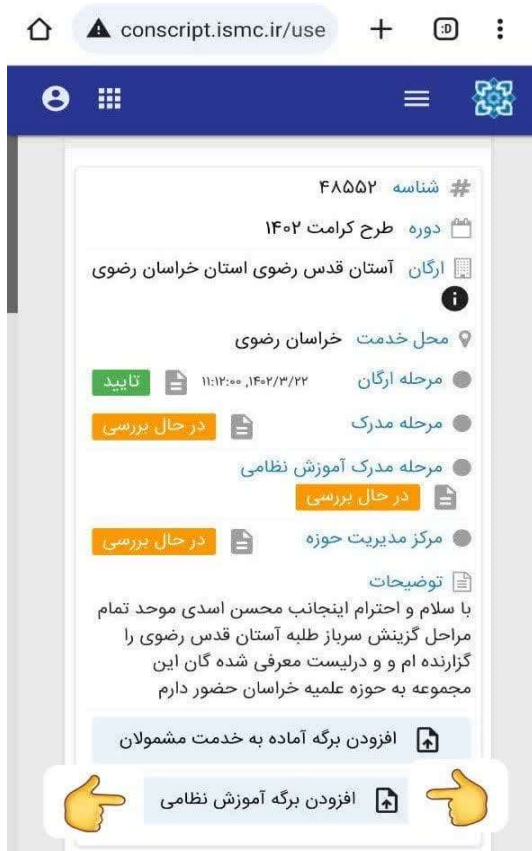 conscript.ismc.ir/use
:D
# شناسه ۴۸۵۵۲
دوره طرح کرامت ۱۴۰۲
ارگان آستان قدس رضوی استان خراسان رضوی
محل خدمت خراسان رضوی
مرحله ارگان ۱۴۰۲/۳/۲۲, ۱۱:۱۲:۰۰ تایید
مرحله مدرک در حال بررسی
مرحله مدرک آموزش نظامی
در حال بررسی
مرکز مدیریت حوزه در حال بررسی
توضیحات
با سلام و احترام اینجانب محسن اسدی موحد تمام
مراحل گزینش سرباز طلبه آستان قدس رضوی را
گزارنده ام و و درلیست معرفی شده گان این
مجموعه به حوزه علمیه خراسان حضور دارم
افزودن برگه آماده به خدمت مشمولان
افزودن برگه آموزش نظامی